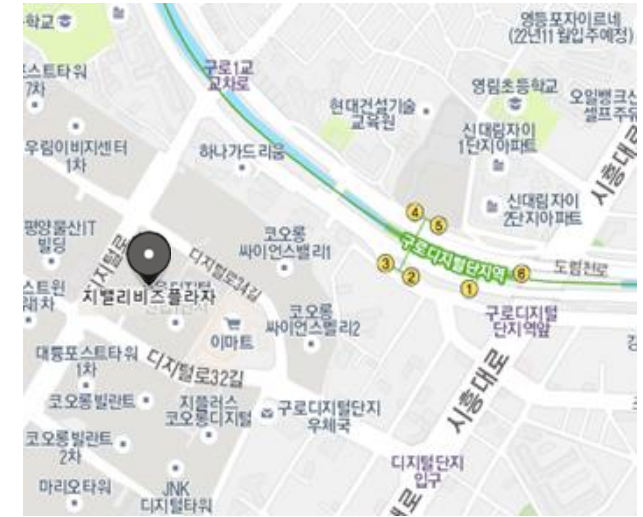 학교
영등포자이르네
(22년11월입주예정)
스트타워
7차
구로1교
교차로
영림초등학교
오일뱅크신
셀프주유
현대건설기술
교육원
우림이비지센터
1차
하나가드리움
신대림자이
1단지아파트
시흥대로
신대림자이
2단지아파트
4
5
평양물산IT
빌딩
코오롱
싸이언스밸리1
구로디지털단지역
도림천로
3
2
1
6
디지털로
디지털로34길
지밸리비즈플라자
스트윈
코오롱
싸이언스밸리2
구로디지털
단지역앞
이마트
대륭포스트타워
1차
디지털로32길
시흥대로
코오롱빌란트
지플러스
코오롱디지털
구로디지털단지
우체국
코오롱빌란트
2차
디지털단지
입구
마리오타워
JNK
디지털타워